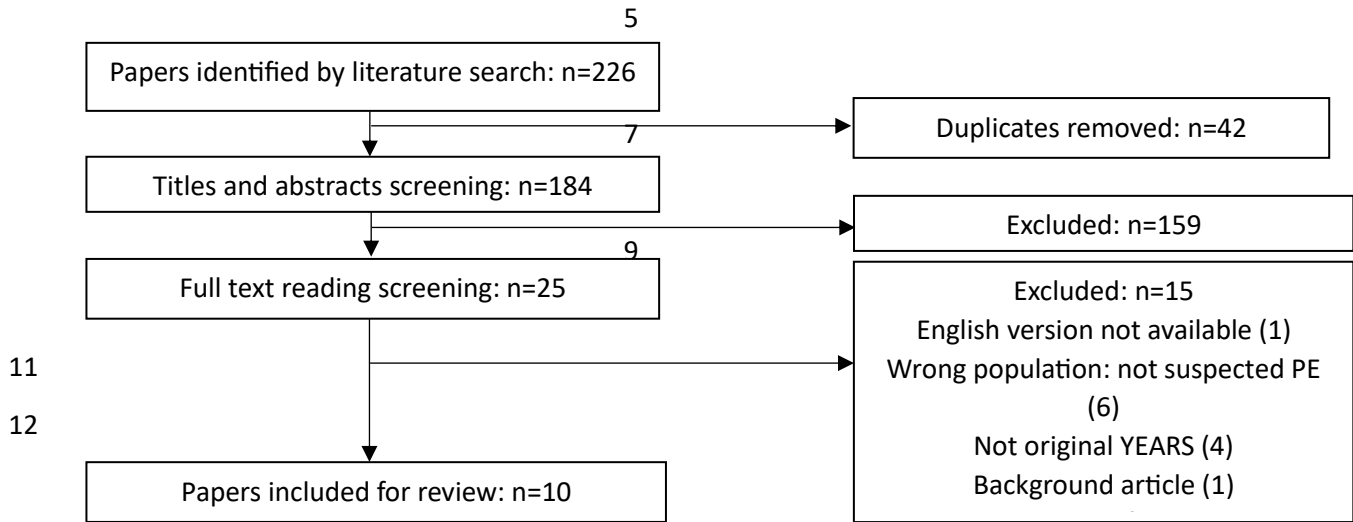 5
Papers identified by literature search: n=226
Duplicates removed: n=42
7
Titles and abstracts screening: n=184
Excluded: n=159
9
Full text reading screening: n=25
Excluded: n=15
English version not available (1)
Wrong population: not suspected PE
(6)
Not original YEARS (4)
Background article (1)
11
12
Papers included for review: n=10